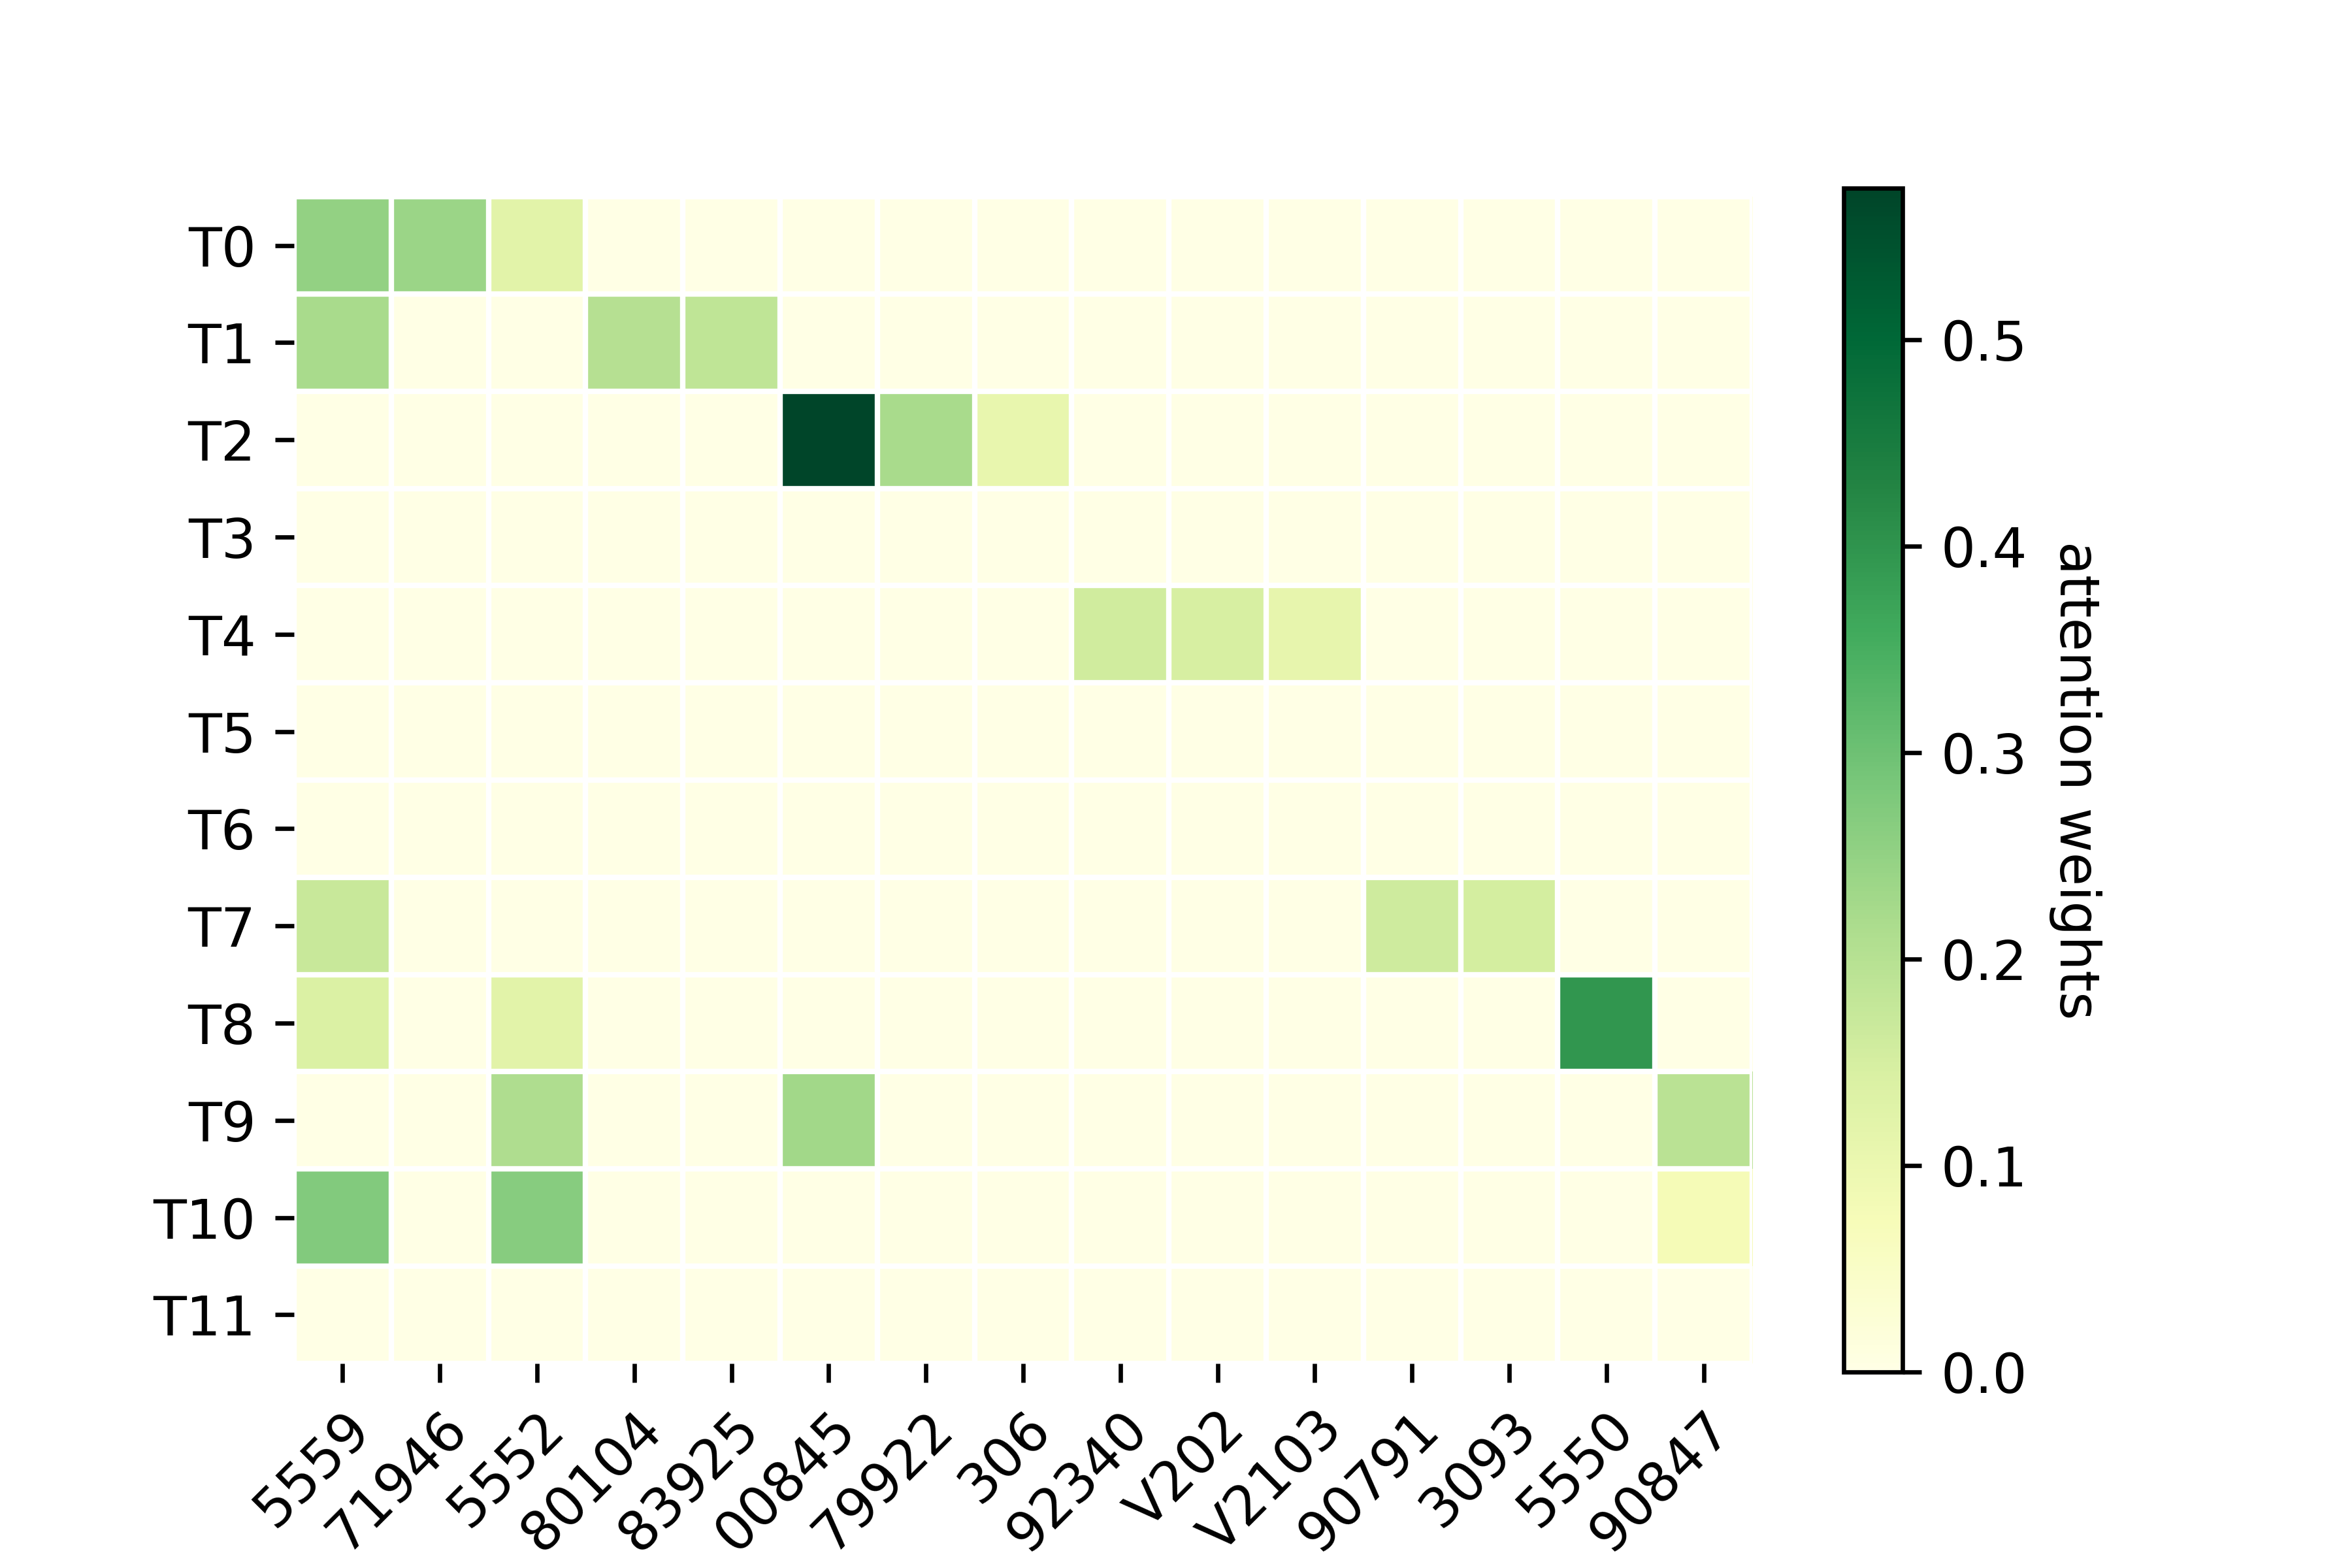 T0
T1
T2
T3
T4
T5
T6
T7
T8
T9
T10
T11
5559
71946
5552
80104
83925
00845
79922
306
92340
V202
V2103
90791
3093
5550
90847
0.5
0.4
0.3
0.2
0.1
0.0
attention weights